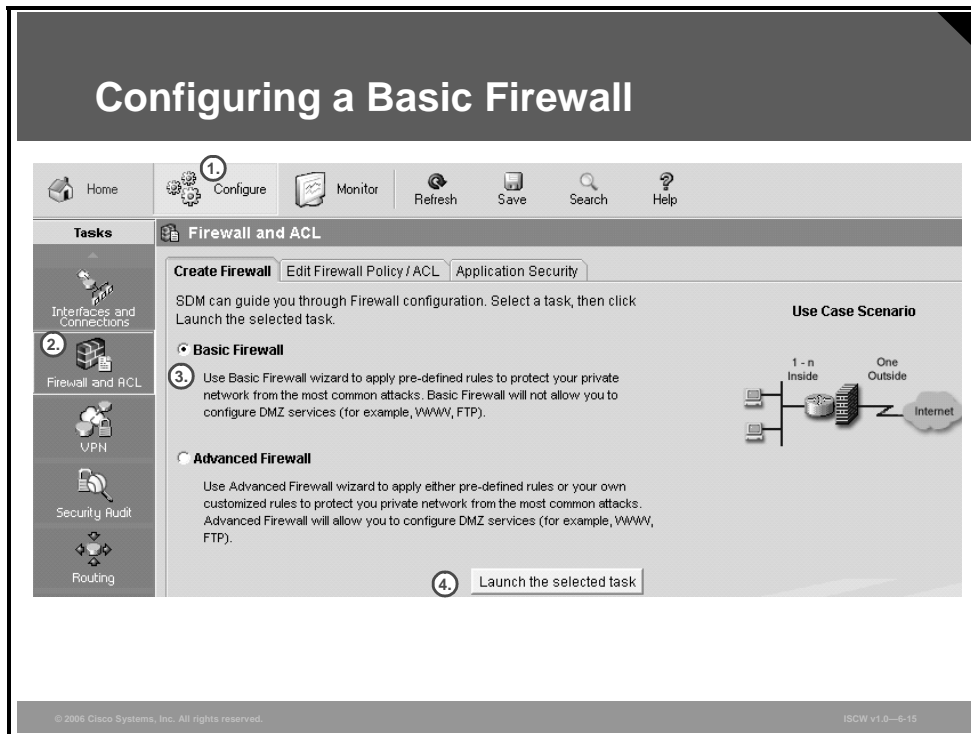 Configuring a Basic Firewall
1.
Home
Configure
Monitor
Refresh
Save
Search
Help
Tasks
Firewall and ACL
Create Firewall
Edit Firewall Policy / ACL
Application Security
Interfaces and
Connections
2.
Firewall and ACL
VPN
Security Audit
Routing
SDM can guide you through Firewall configuration. Select a task, then click
Launch the selected task.
Basic Firewall
3.
Use Basic Firewall wizard to apply pre-defined rules to protect your private
network from the most common attacks. Basic Firewall will not allow you to
configure DMZ services (for example, WWW, FTP).
Advanced Firewall
Use Advanced Firewall wizard to apply either pre-defined rules or your own
customized rules to protect you private network from the most common attacks.
Advanced Firewall will allow you to configure DMZ services (for example, WWW,
FTP).
4.
Launch the selected task
Use Case Scenario
1 - n
Inside
One
Outside
Internet
© 2006 Cisco Systems, Inc. All rights reserved.
ISCW v1.0—6-15